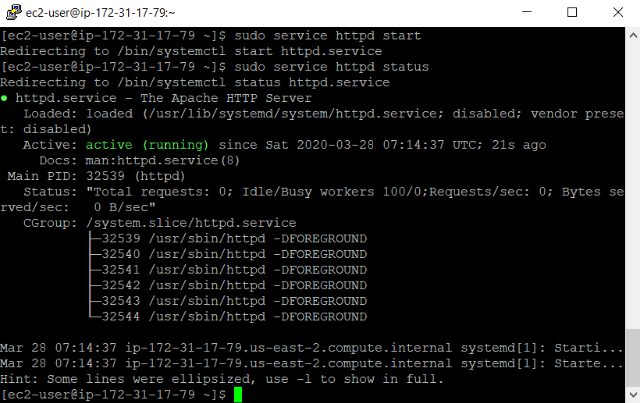 ec2-user@ip-172-31-17-79:~
[ec2-user@ip-172-31-17-79 ~]$ sudo service httpd start
Redirecting to /bin/systemctl start httpd.service
[ec2-user@ip-172-31-17-79 ~]$ sudo service httpd status
Redirecting to /bin/systemctl status httpd.service
● httpd.service - The Apache HTTP Server
   Loaded: loaded (/usr/lib/systemd/system/httpd.service; disabled; vendor prese
t: disabled)
   Active: active (running) since Sat 2020-03-28 07:14:37 UTC; 21s ago
     Docs: man:httpd.service(8)
 Main PID: 32539 (httpd)
   Status: "Total requests: 0; Idle/Busy workers 100/0;Requests/sec: 0; Bytes se
rved/sec:   0 B/sec"
   CGroup: /system.slice/httpd.service
           ├─32539 /usr/sbin/httpd -DFOREGROUND
           ├─32540 /usr/sbin/httpd -DFOREGROUND
           ├─32541 /usr/sbin/httpd -DFOREGROUND
           ├─32542 /usr/sbin/httpd -DFOREGROUND
           ├─32543 /usr/sbin/httpd -DFOREGROUND
           └─32544 /usr/sbin/httpd -DFOREGROUND
Mar 28 07:14:37 ip-172-31-17-79.us-east-2.compute.internal systemd[1]: Starti...
Mar 28 07:14:37 ip-172-31-17-79.us-east-2.compute.internal systemd[1]: Starte...
Hint: Some lines were ellipsized, use -l to show in full.
[ec2-user@ip-172-31-17-79 ~]$